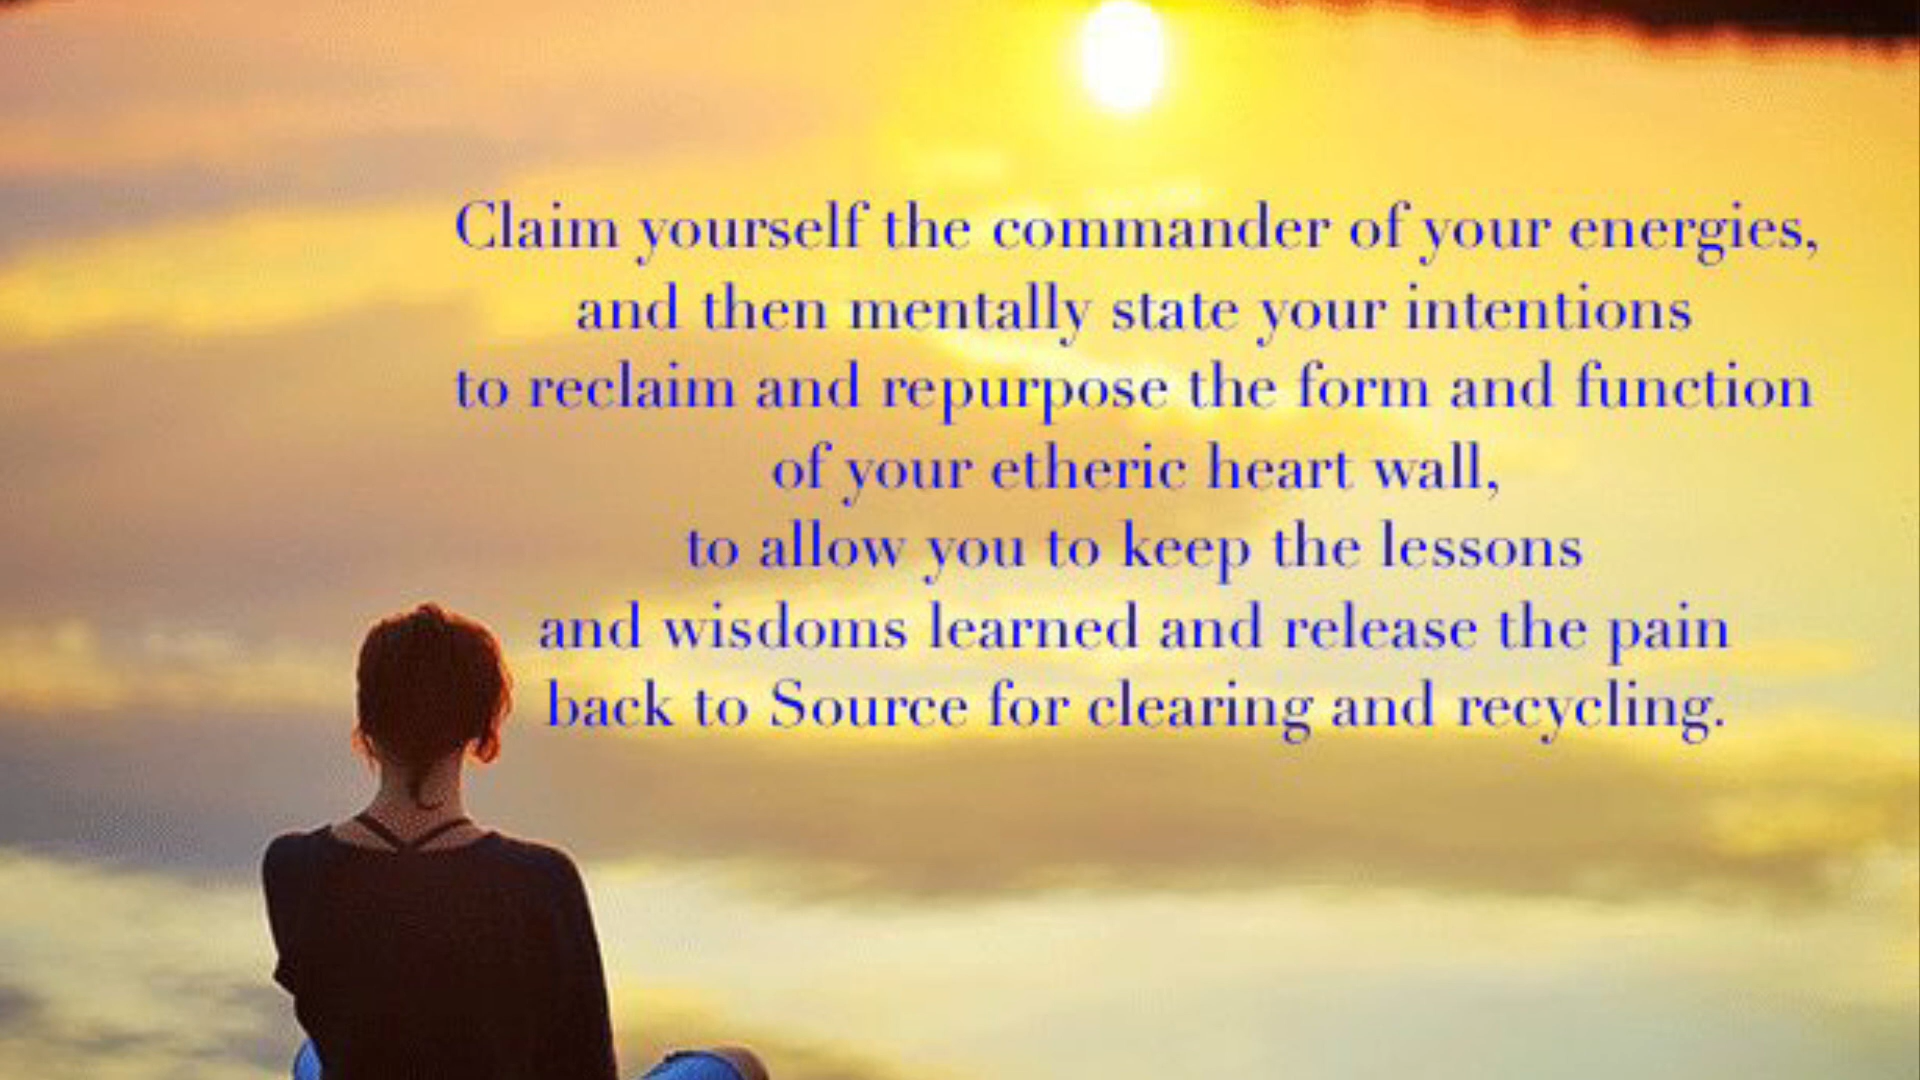 Claim yourself the commander of your energies,
and then mentally state your intentions
to reclaim and repurpose the form and function
of your etheric heart wall,
to allow you to keep the lessons
and wisdoms learned and release the pain
back to Source for clearing and recycling.